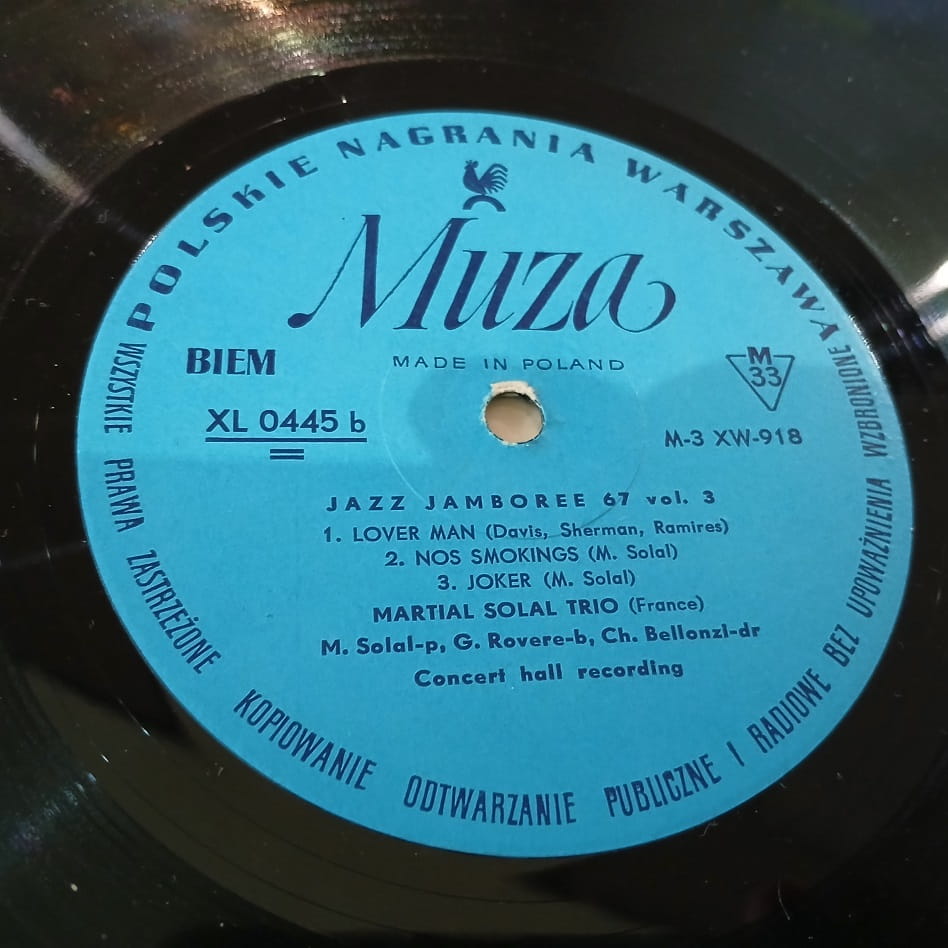 POLSKIE NAGRANIA WARSZAWA
Muza
BIEM
MADE IN POLAND
M
33
XL 0445 b
M-3 XW-918
JAZZ JAMBOREE 67 vol. 3
1. LOVER MAN (Davis, Sherman, Ramires)
2. NOS SMOKINGS (M. Solal)
3. JOKER (M. Solal)
MARTIAL SOLAL TRIO (France)
M. Solal-p, G. Rovere-b, Ch. Bellonzl-dr
Concert hall recording
WSZYSTKIE PRAWA ZASTRZEŻONE KOPIOWANIE ODTWARZANIE PUBLICZNE I RADIOWE BEZ UPOWAŻNIENIA WZBRONIONE